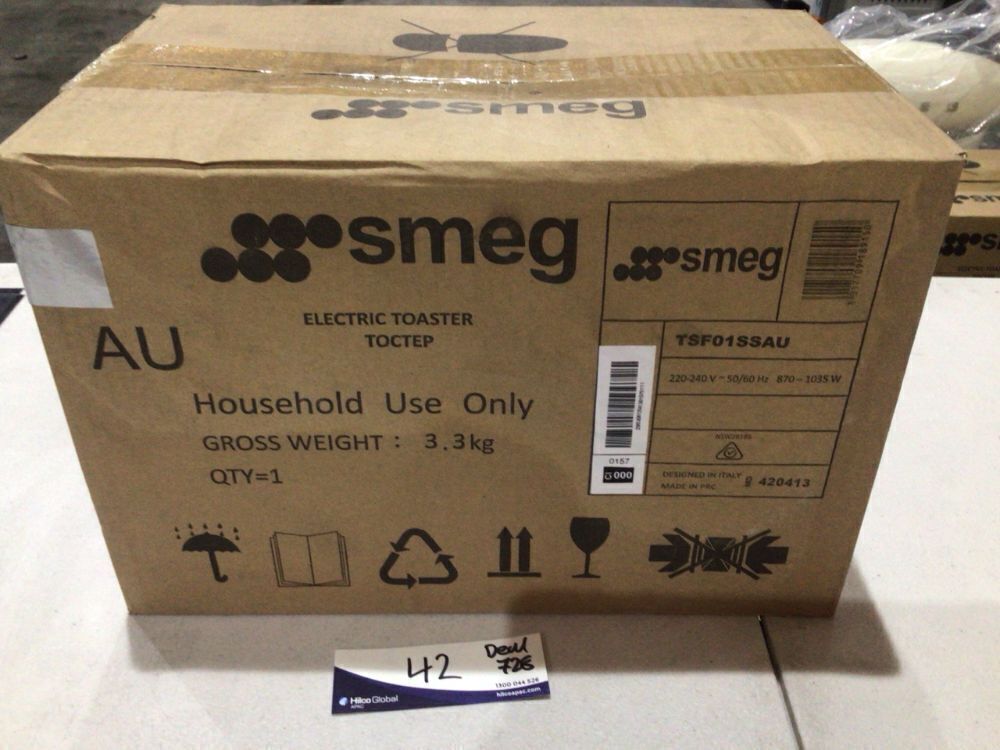 smeg
smeg
ELECTRIC TOASTER
ТОСТЕР
AU
Household Use Only
GROSS WEIGHT : 3.3kg
QTY=1
smeg
TSF01SSAU
220-240 V ~ 50/60 Hz 870 – 1035 W
DESIGNED IN ITALY
MADE IN PRC
420413
0157
000
42
Deal
726
1300 044 526
hilcoapac.com
Hilco Global
APAC